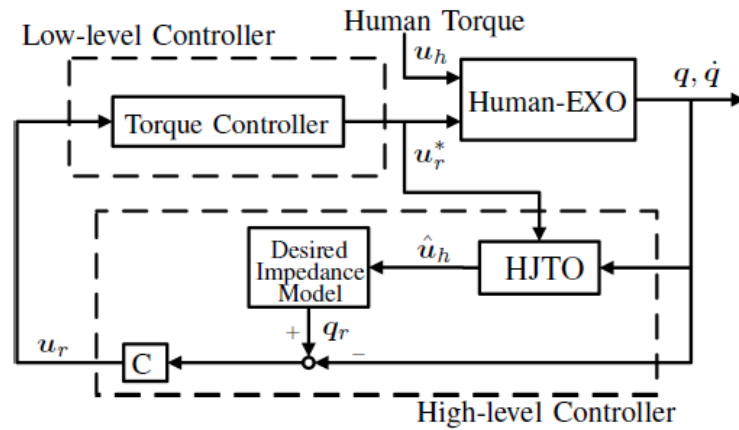 Human Torque
Low-level Controller
u_h
q, q̇
Torque Controller
Human-EXO
u_r^*
Desired
Impedance
Model
û_h
HJTO
+
q_r
u_r
C
−
High-level Controller